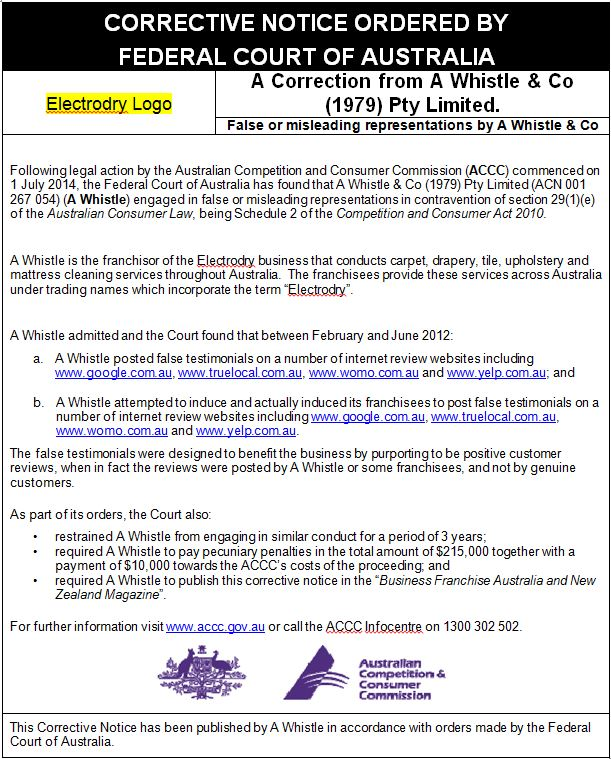 CORRECTIVE NOTICE ORDERED BY
FEDERAL COURT OF AUSTRALIA
Electrodry Logo
A Correction from A Whistle & Co
(1979) Pty Limited.
False or misleading representations by A Whistle & Co
Following legal action by the Australian Competition and Consumer Commission (ACCC) commenced on
1 July 2014, the Federal Court of Australia has found that A Whistle & Co (1979) Pty Limited (ACN 001
267 054) (A Whistle) engaged in false or misleading representations in contravention of section 29(1)(e)
of the Australian Consumer Law, being Schedule 2 of the Competition and Consumer Act 2010.
A Whistle is the franchisor of the Electrodry business that conducts carpet, drapery, tile, upholstery and
mattress cleaning services throughout Australia. The franchisees provide these services across Australia
under trading names which incorporate the term “Electrodry”.
A Whistle admitted and the Court found that between February and June 2012:
a. A Whistle posted false testimonials on a number of internet review websites including
www.google.com.au, www.truelocal.com.au, www.womo.com.au and www.yelp.com.au; and
b. A Whistle attempted to induce and actually induced its franchisees to post false testimonials on a
number of internet review websites including www.google.com.au, www.truelocal.com.au,
www.womo.com.au and www.yelp.com.au.
The false testimonials were designed to benefit the business by purporting to be positive customer
reviews, when in fact the reviews were posted by A Whistle or some franchisees, and not by genuine
customers.
As part of its orders, the Court also:
• restrained A Whistle from engaging in similar conduct for a period of 3 years;
• required A Whistle to pay pecuniary penalties in the total amount of $215,000 together with a
payment of $10,000 towards the ACCC’s costs of the proceeding; and
• required A Whistle to publish this corrective notice in the “Business Franchise Australia and New
Zealand Magazine”.
For further information visit www.accc.gov.au or call the ACCC Infocentre on 1300 302 502.
Australian
Competition &
Consumer
Commission
This Corrective Notice has been published by A Whistle in accordance with orders made by the Federal
Court of Australia.